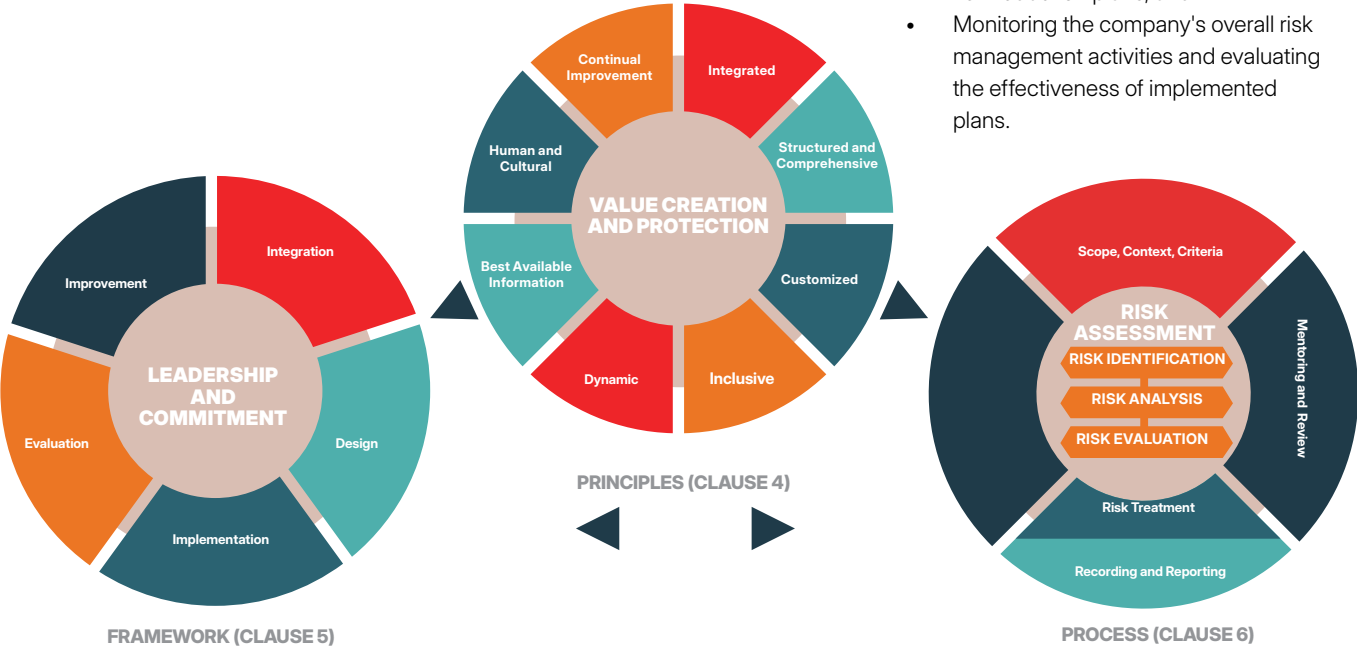 • Monitoring the company's overall risk
management activities and evaluating
the effectiveness of implemented
plans.
Continual
Improvement
Integrated
Structured and
Comprehensive
Customized
Inclusive
Dynamic
Best Available
Information
Human and
Cultural
VALUE CREATION
AND PROTECTION
PRINCIPLES (CLAUSE 4)
Improvement
Integration
Design
Implementation
Evaluation
LEADERSHIP
AND
COMMITMENT
FRAMEWORK (CLAUSE 5)
Scope, Context, Criteria
RISK
ASSESSMENT
RISK IDENTIFICATION
RISK ANALYSIS
RISK EVALUATION
Mentoring and Review
Risk Treatment
Recording and Reporting
PROCESS (CLAUSE 6)